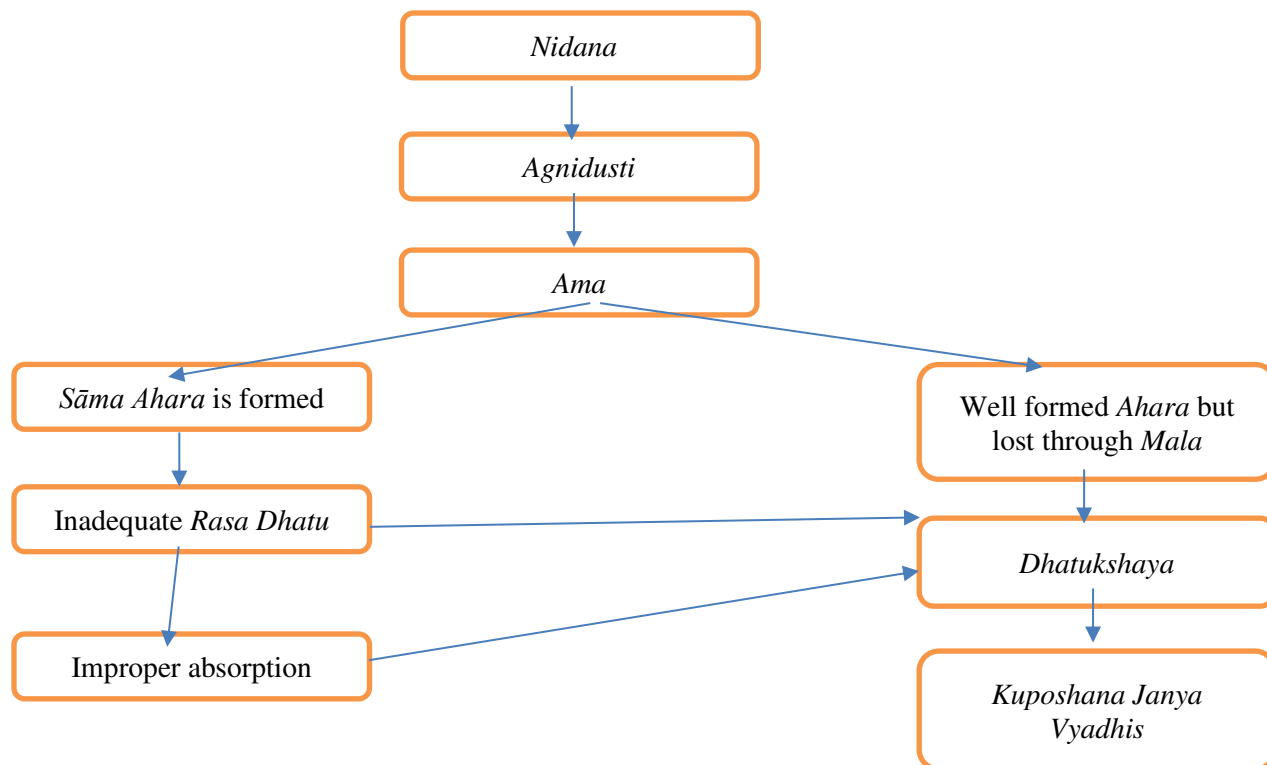 Nidana
Agnidusti
Ama
Sāma Ahara is formed
Well formed Ahara but
lost through Mala
Inadequate Rasa Dhatu
Dhatukshaya
Improper absorption
Kuposhana Janya
Vyadhis